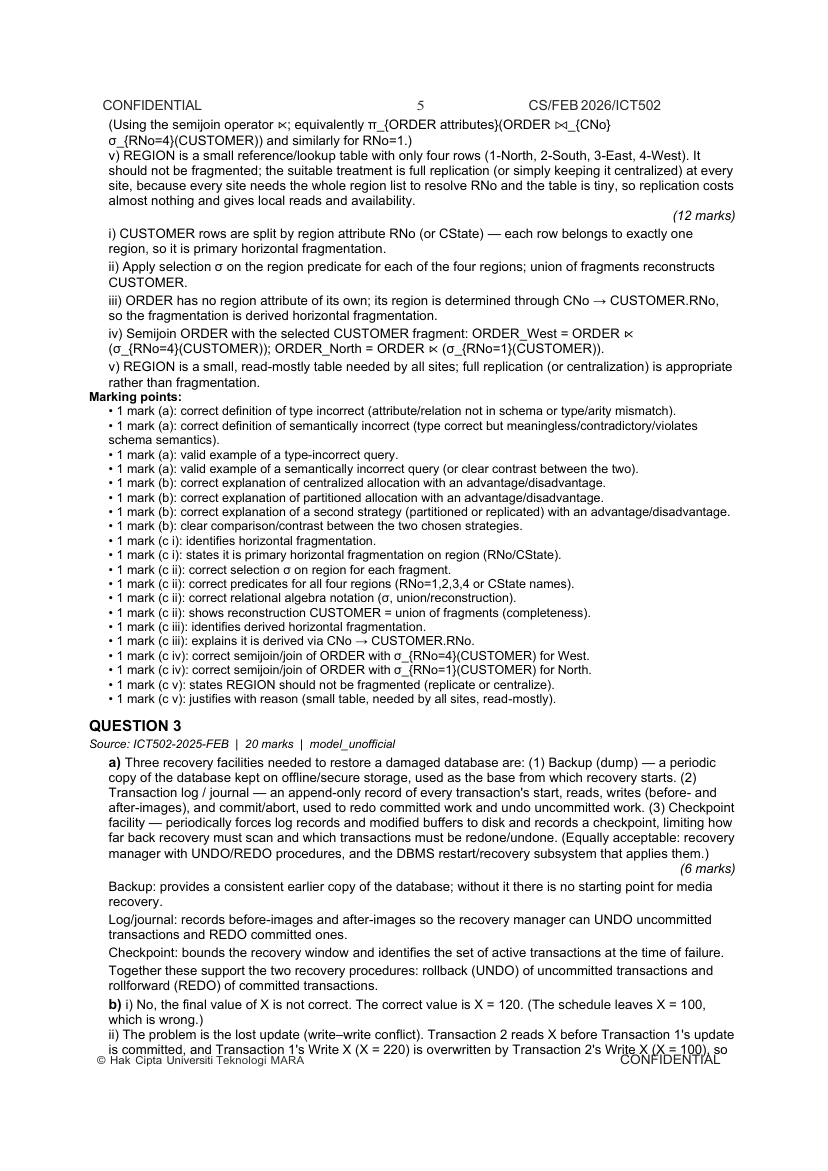 CONFIDENTIAL 5 CS/FEB 2026/ICT502
(Using the semijoin operator ⋉; equivalently π_{ORDER attributes}(ORDER ⋈_{CNo}
σ_{RNo=4}(CUSTOMER)) and similarly for RNo=1.)
v) REGION is a small reference/lookup table with only four rows (1-North, 2-South, 3-East, 4-West). It
should not be fragmented; the suitable treatment is full replication (or simply keeping it centralized) at every
site, because every site needs the whole region list to resolve RNo and the table is tiny, so replication costs
almost nothing and gives local reads and availability.
(12 marks)
i) CUSTOMER rows are split by region attribute RNo (or CState) — each row belongs to exactly one
region, so it is primary horizontal fragmentation.
ii) Apply selection σ on the region predicate for each of the four regions; union of fragments reconstructs
CUSTOMER.
iii) ORDER has no region attribute of its own; its region is determined through CNo → CUSTOMER.RNo,
so the fragmentation is derived horizontal fragmentation.
iv) Semijoin ORDER with the selected CUSTOMER fragment: ORDER_West = ORDER ⋉
(σ_{RNo=4}(CUSTOMER)); ORDER_North = ORDER ⋉ (σ_{RNo=1}(CUSTOMER)).
v) REGION is a small, read-mostly table needed by all sites; full replication (or centralization) is appropriate
rather than fragmentation.
Marking points:
• 1 mark (a): correct definition of type incorrect (attribute/relation not in schema or type/arity mismatch).
• 1 mark (a): correct definition of semantically incorrect (type correct but meaningless/contradictory/violates
schema semantics).
• 1 mark (a): valid example of a type-incorrect query.
• 1 mark (a): valid example of a semantically incorrect query (or clear contrast between the two).
• 1 mark (b): correct explanation of centralized allocation with an advantage/disadvantage.
• 1 mark (b): correct explanation of partitioned allocation with an advantage/disadvantage.
• 1 mark (b): correct explanation of a second strategy (partitioned or replicated) with an advantage/disadvantage.
• 1 mark (b): clear comparison/contrast between the two chosen strategies.
• 1 mark (c i): identifies horizontal fragmentation.
• 1 mark (c i): states it is primary horizontal fragmentation on region (RNo/CState).
• 1 mark (c ii): correct selection σ on region for each fragment.
• 1 mark (c ii): correct predicates for all four regions (RNo=1,2,3,4 or CState names).
• 1 mark (c ii): correct relational algebra notation (σ, union/reconstruction).
• 1 mark (c ii): shows reconstruction CUSTOMER = union of fragments (completeness).
• 1 mark (c iii): identifies derived horizontal fragmentation.
• 1 mark (c iii): explains it is derived via CNo → CUSTOMER.RNo.
• 1 mark (c iv): correct semijoin/join of ORDER with σ_{RNo=4}(CUSTOMER) for West.
• 1 mark (c iv): correct semijoin/join of ORDER with σ_{RNo=1}(CUSTOMER) for North.
• 1 mark (c v): states REGION should not be fragmented (replicate or centralize).
• 1 mark (c v): justifies with reason (small table, needed by all sites, read-mostly).
QUESTION 3
Source: ICT502-2025-FEB | 20 marks | model_unofficial
a) Three recovery facilities needed to restore a damaged database are: (1) Backup (dump) — a periodic
copy of the database kept on offline/secure storage, used as the base from which recovery starts. (2)
Transaction log / journal — an append-only record of every transaction's start, reads, writes (before- and
after-images), and commit/abort, used to redo committed work and undo uncommitted work. (3) Checkpoint
facility — periodically forces log records and modified buffers to disk and records a checkpoint, limiting how
far back recovery must scan and which transactions must be redone/undone. (Equally acceptable: recovery
manager with UNDO/REDO procedures, and the DBMS restart/recovery subsystem that applies them.)
(6 marks)
Backup: provides a consistent earlier copy of the database; without it there is no starting point for media
recovery.
Log/journal: records before-images and after-images so the recovery manager can UNDO uncommitted
transactions and REDO committed ones.
Checkpoint: bounds the recovery window and identifies the set of active transactions at the time of failure.
Together these support the two recovery procedures: rollback (UNDO) of uncommitted transactions and
rollforward (REDO) of committed transactions.
b) i) No, the final value of X is not correct. The correct value is X = 120. (The schedule leaves X = 100,
which is wrong.)
ii) The problem is the lost update (write–write conflict). Transaction 2 reads X before Transaction 1's update
is committed, and Transaction 1's Write X (X = 220) is overwritten by Transaction 2's Write X (X = 100), so
© Hak Cipta Universiti Teknologi MARA CONFIDENTIAL